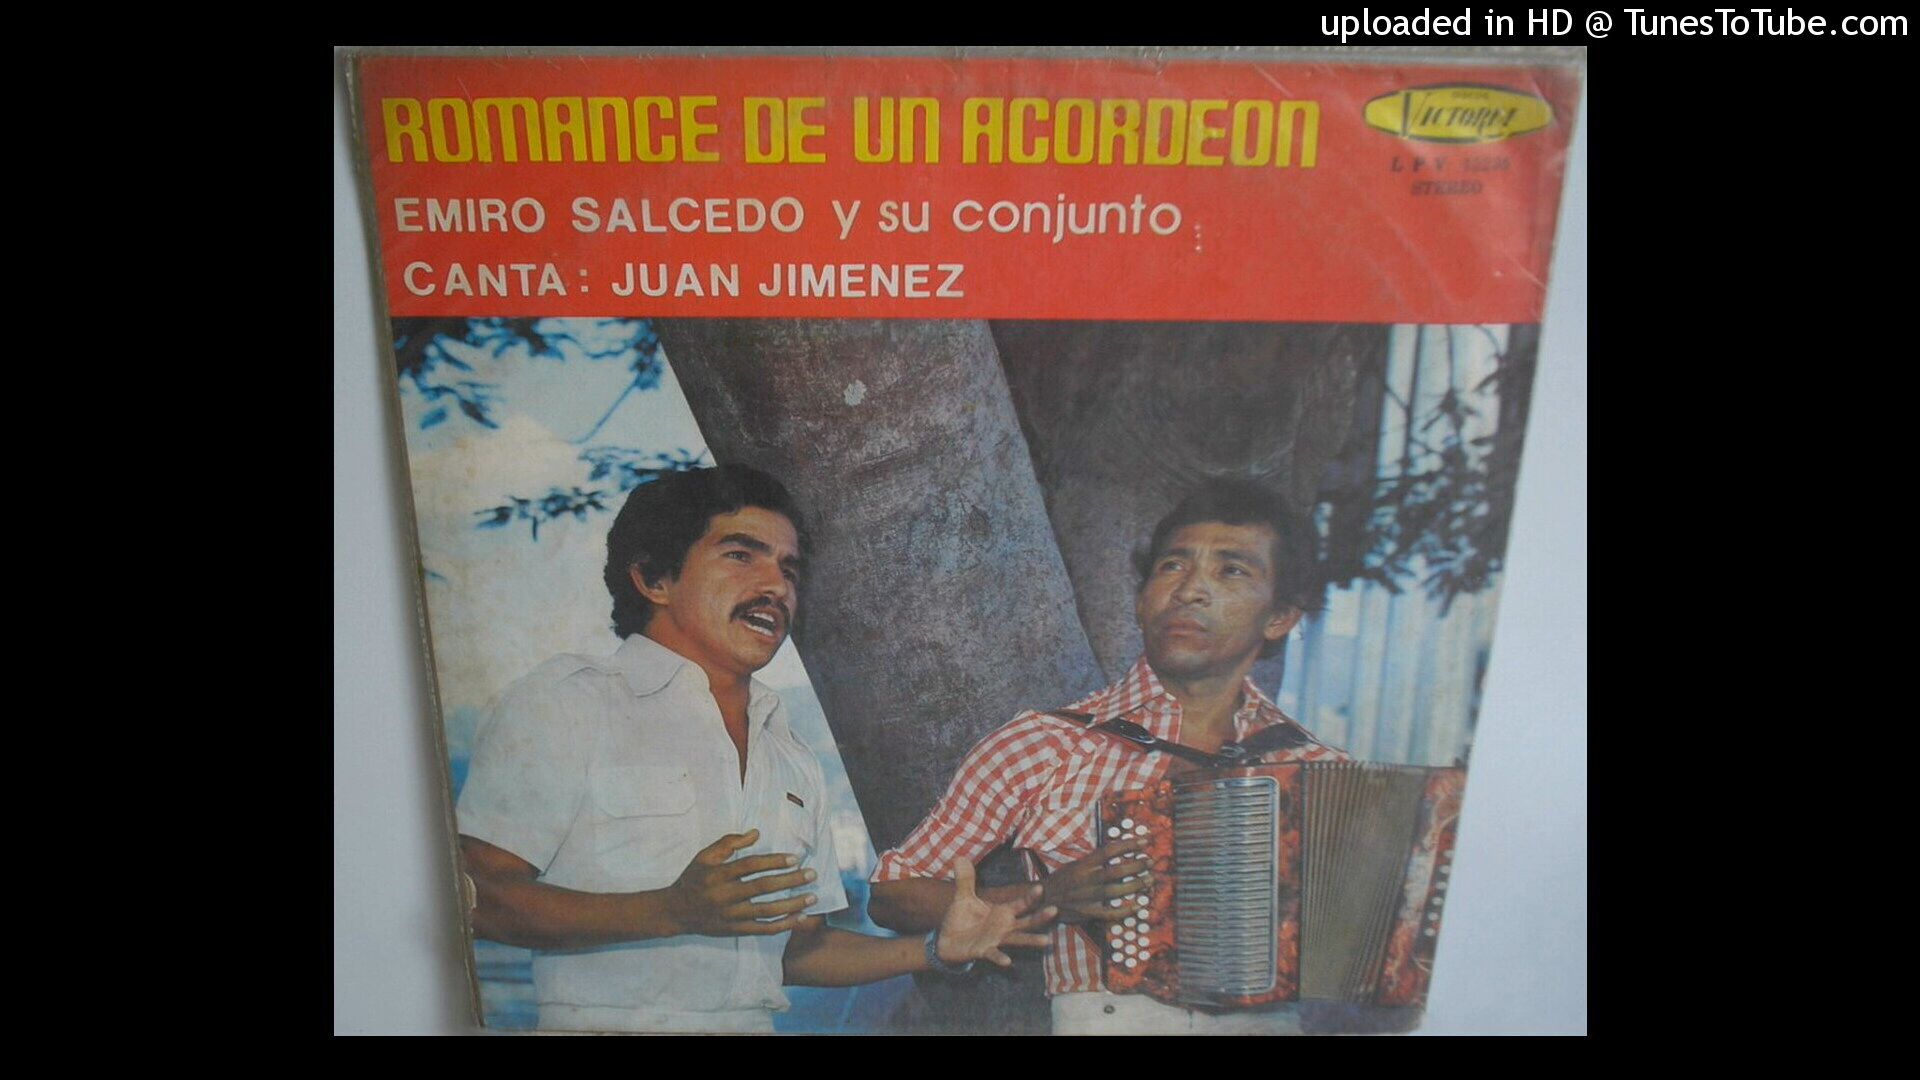 uploaded in HD @ TunesToTube.com
ROMANCE DE UN ACORDEON
VICTORIA
EMIRO SALCEDO y su conjunto
L P V
STEREO
CANTA: JUAN JIMENEZ